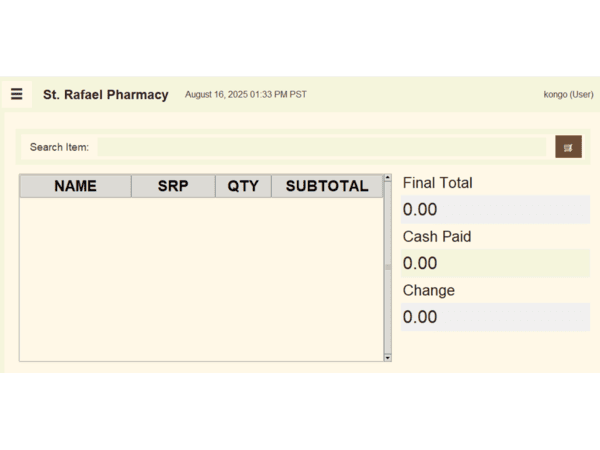 ☰ St. Rafael Pharmacy August 16, 2025 01:33 PM PST kongo (User)
Search Item:
NAME SRP QTY SUBTOTAL
Final Total
0.00
Cash Paid
0.00
Change
0.00